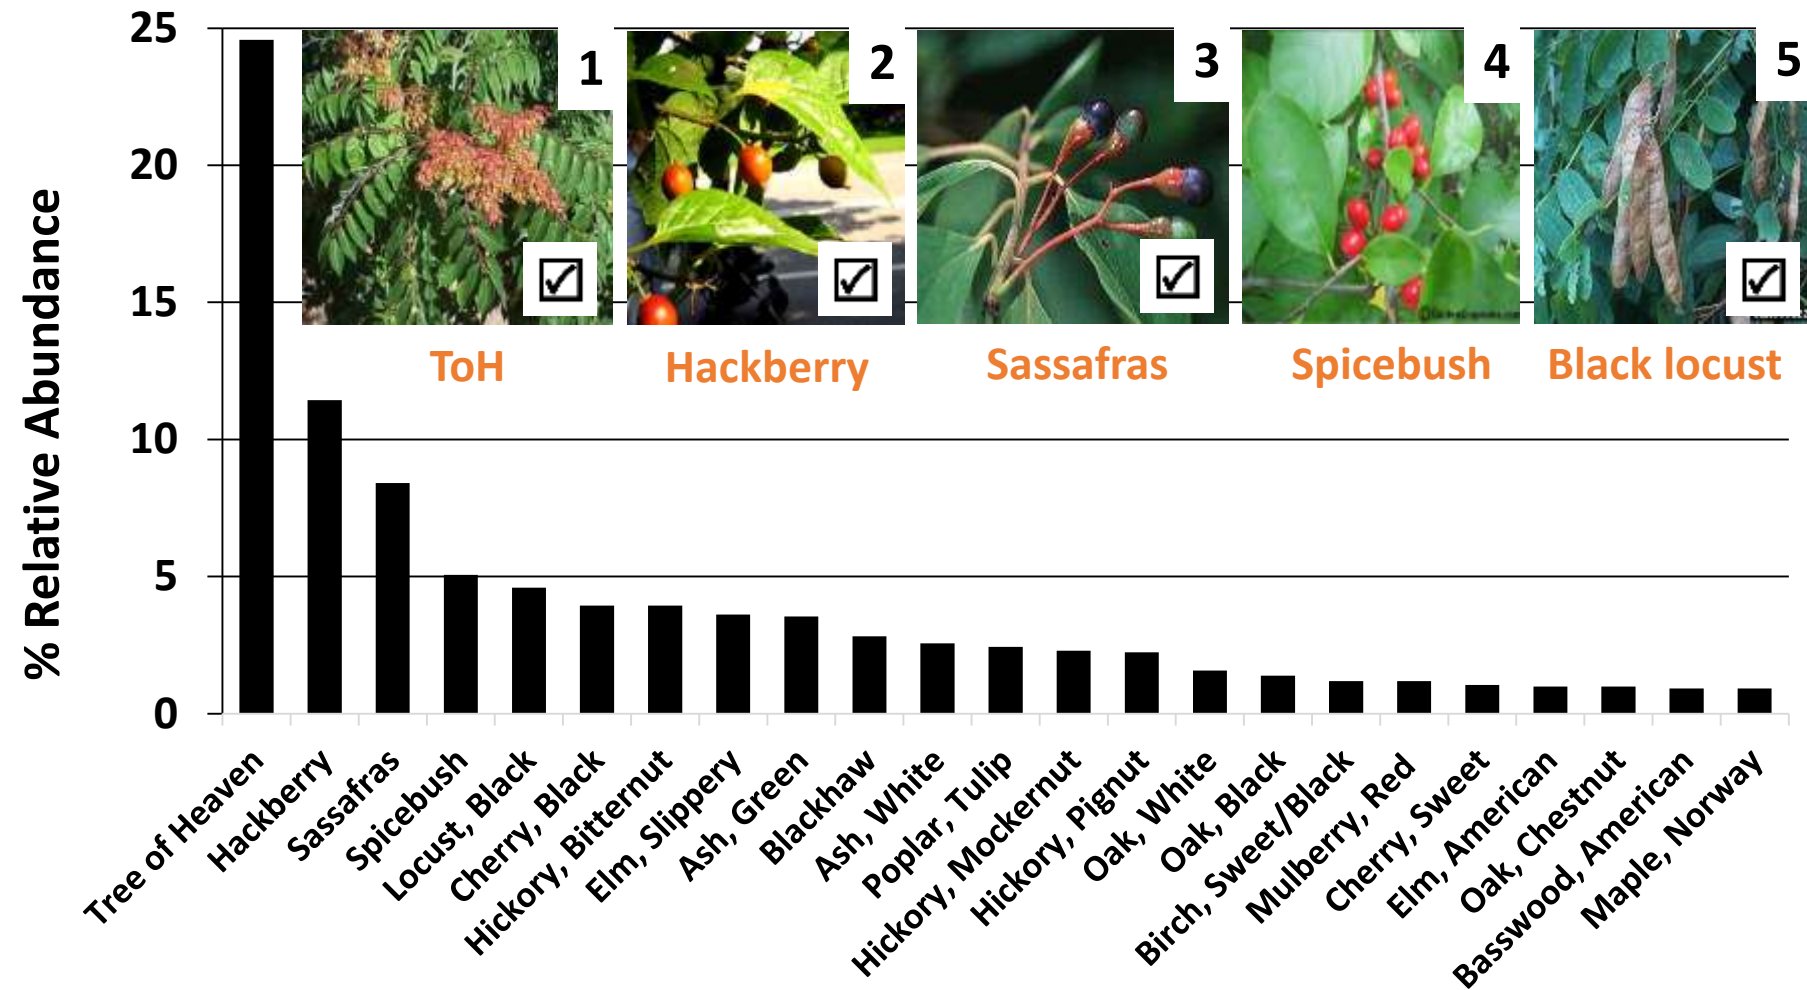 % Relative Abundance
25
20
15
10
5
0
1
2
3
4
5
ToH
Hackberry
Sassafras
Spicebush
Black locust
Tree of Heaven
Hackberry
Sassafras
Spicebush
Locust, Black
Cherry, Black
Hickory, Bitternut
Elm, Slippery
Ash, Green
Blackhaw
Ash, White
Poplar, Tulip
Hickory, Mockernut
Hickory, Pignut
Oak, White
Oak, Black
Birch, Sweet/Black
Mulberry, Red
Cherry, Sweet
Elm, American
Oak, Chestnut
Basswood, American
Maple, Norway